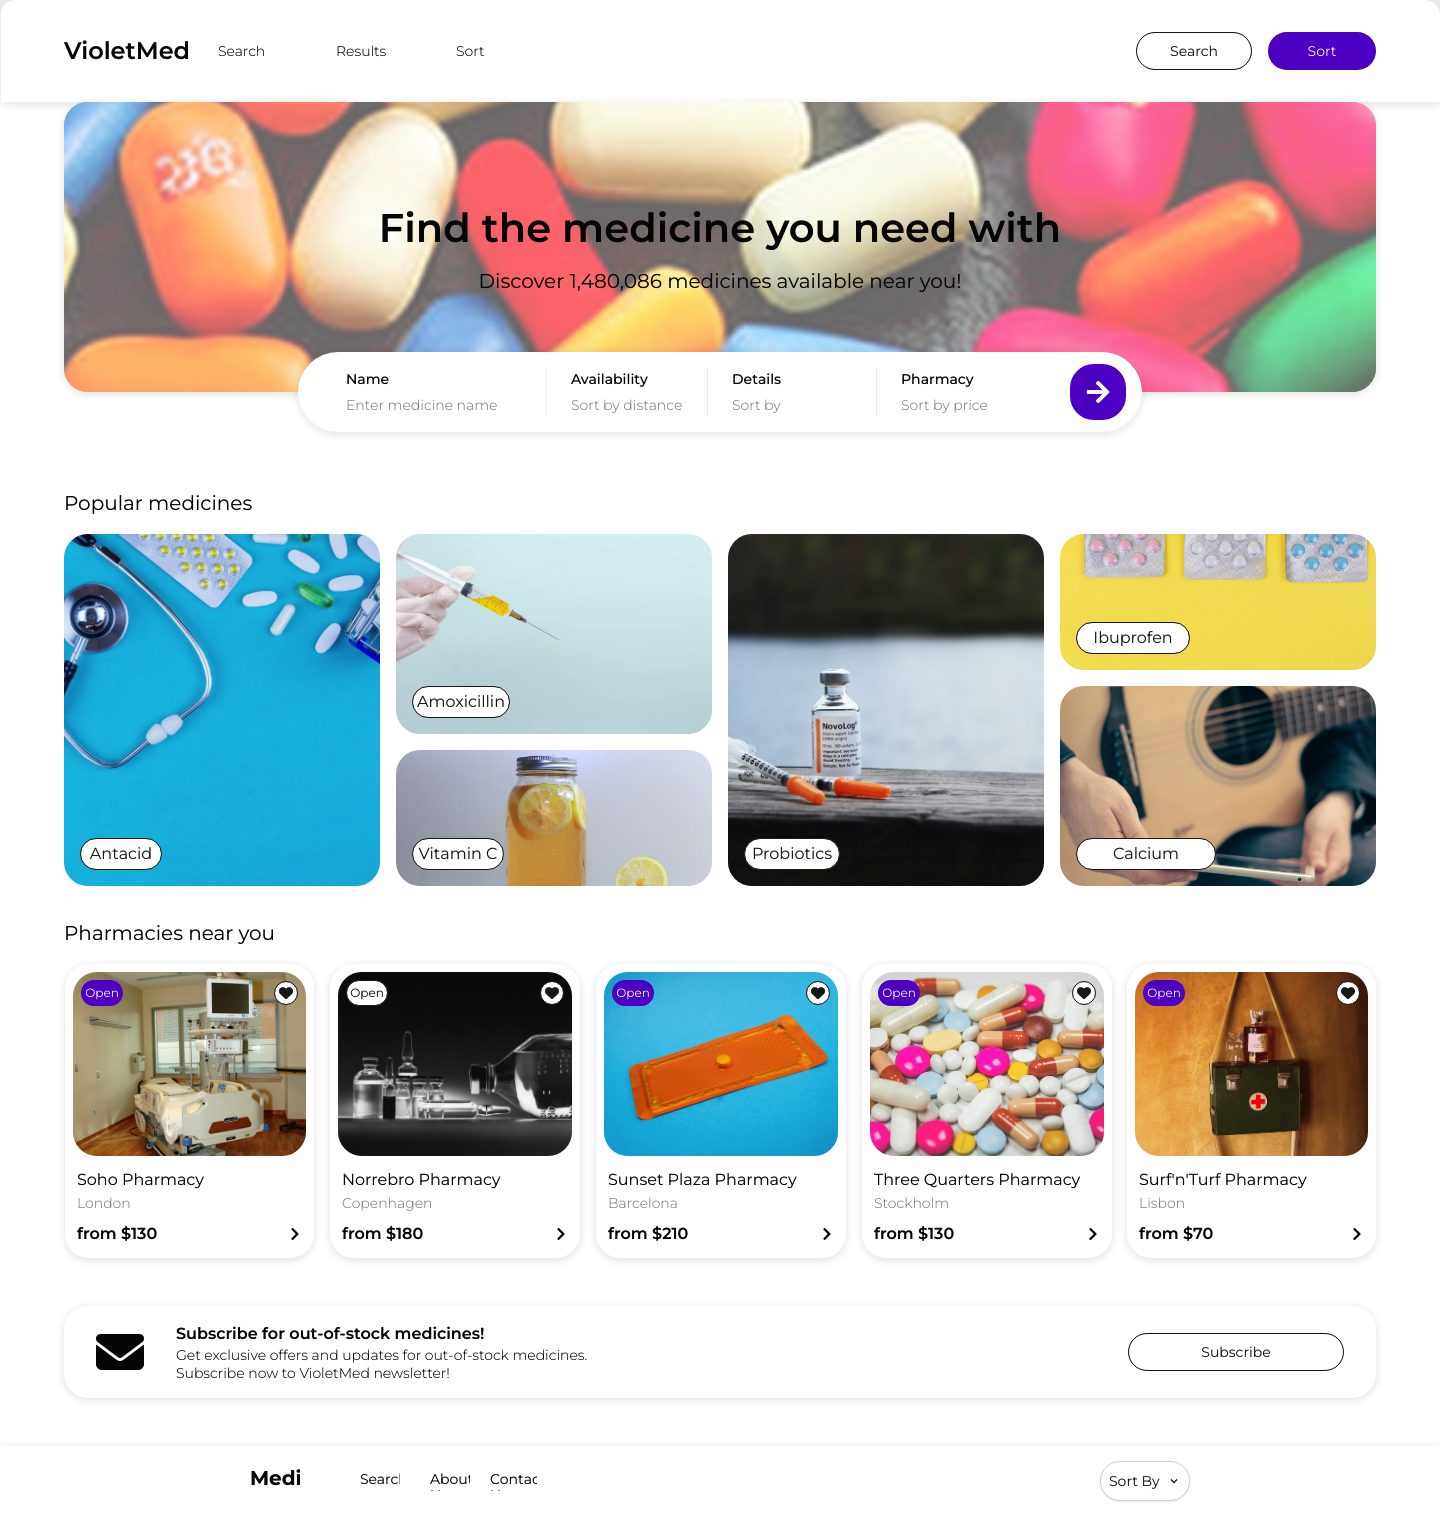 VioletMed
Search
Results
Sort
Search
Sort
Find the medicine you need with
Discover 1,480,086 medicines available near you!
Name
Availability
Details
Pharmacy
Enter medicine name
Sort by distance
Sort by
Sort by price
Popular medicines
NovoLog®
Ibuprofen
Amoxicillin
Antacid
Vitamin C
Probiotics
Calcium
Pharmacies near you
Open
Open
Open
Open
Open
Soho Pharmacy
London
from $130
Norrebro Pharmacy
Copenhagen
from $180
Sunset Plaza Pharmacy
Barcelona
from $210
Three Quarters Pharmacy
Stockholm
from $130
Surf'n'Turf Pharmacy
Lisbon
from $70
Subscribe for out-of-stock medicines!
Get exclusive offers and updates for out-of-stock medicines.
Subscribe now to VioletMed newsletter!
Subscribe
Medi
Searc
About
Contac
Sort By